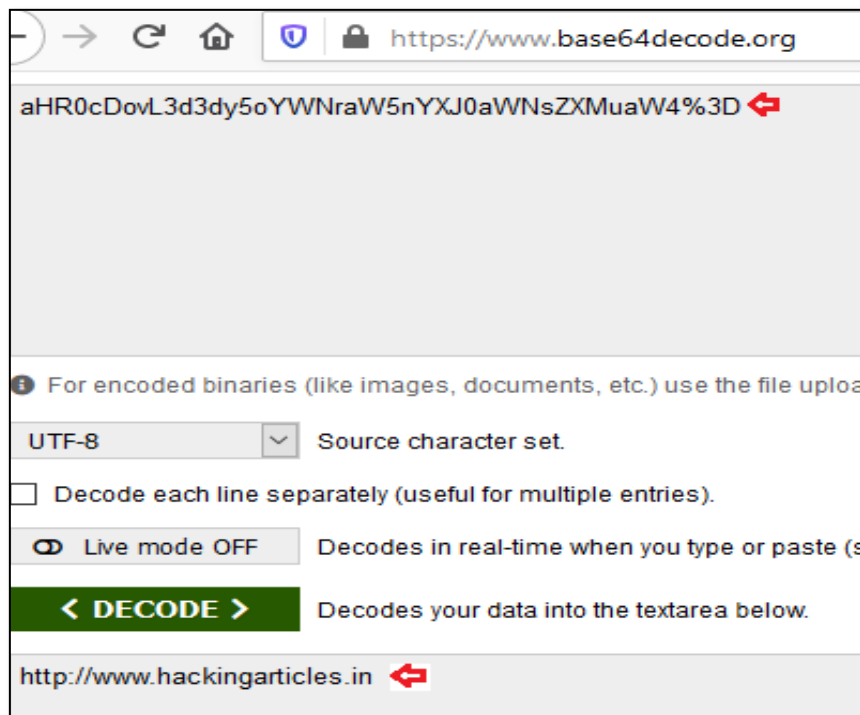 https://www.base64decode.org
aHR0cDovL3d3dy5oYWNraW5nYXJ0aWNsZXMuaW4%3D
For encoded binaries (like images, documents, etc.) use the file uploa
UTF-8 Source character set.
Decode each line separately (useful for multiple entries).
Live mode OFF Decodes in real-time when you type or paste (s
< DECODE > Decodes your data into the textarea below.
http://www.hackingarticles.in